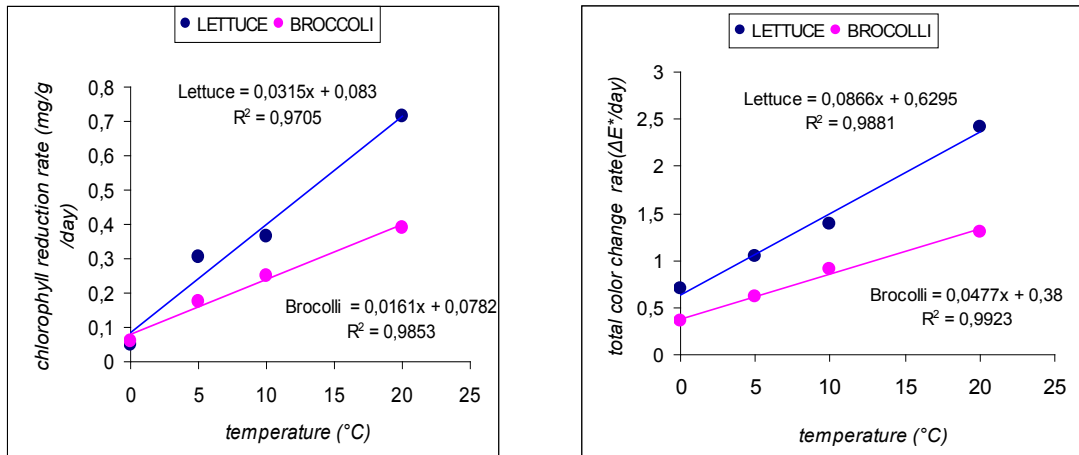 LETTUCE BROCCOLI
chlorophyll reduction rate (mg/g
/day)
0,8
0,7
0,6
0,5
0,4
0,3
0,2
0,1
0
Lettuce = 0,0315x + 0,083
R² = 0,9705
Brocolli = 0,0161x + 0,0782
R² = 0,9853
0 5 10 15 20 25
temperature (°C)
LETTUCE BROCOLLI
total color change rate(ΔE*/day)
3
2,5
2
1,5
1
0,5
0
Lettuce = 0,0866x + 0,6295
R² = 0,9881
Brocolli = 0,0477x + 0,38
R² = 0,9923
0 5 10 15 20 25
temperature (°C)